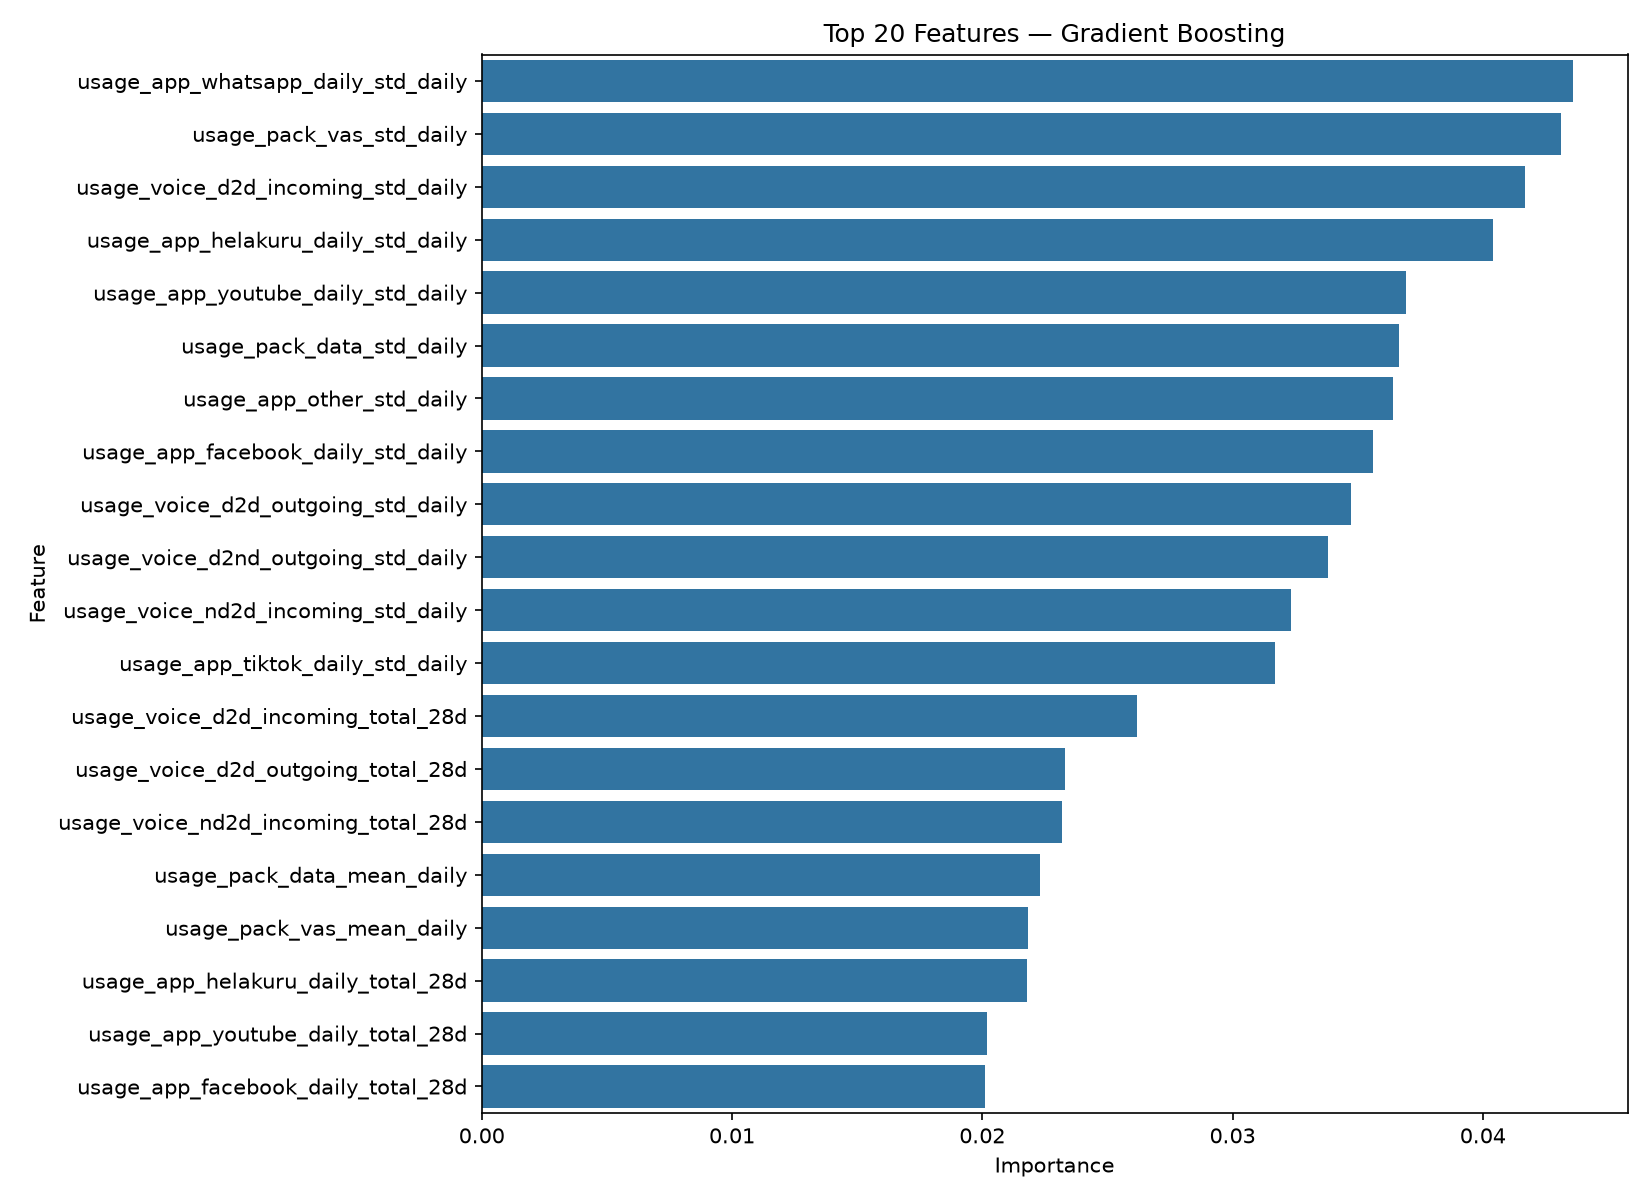 Top 20 Features — Gradient Boosting
usage_app_whatsapp_daily_std_daily
usage_pack_vas_std_daily
usage_voice_d2d_incoming_std_daily
usage_app_helakuru_daily_std_daily
usage_app_youtube_daily_std_daily
usage_pack_data_std_daily
usage_app_other_std_daily
usage_app_facebook_daily_std_daily
usage_voice_d2d_outgoing_std_daily
usage_voice_d2nd_outgoing_std_daily
usage_voice_nd2d_incoming_std_daily
usage_app_tiktok_daily_std_daily
usage_voice_d2d_incoming_total_28d
usage_voice_d2d_outgoing_total_28d
usage_voice_nd2d_incoming_total_28d
usage_pack_data_mean_daily
usage_pack_vas_mean_daily
usage_app_helakuru_daily_total_28d
usage_app_youtube_daily_total_28d
usage_app_facebook_daily_total_28d
Feature
0.00 0.01 0.02 0.03 0.04
Importance